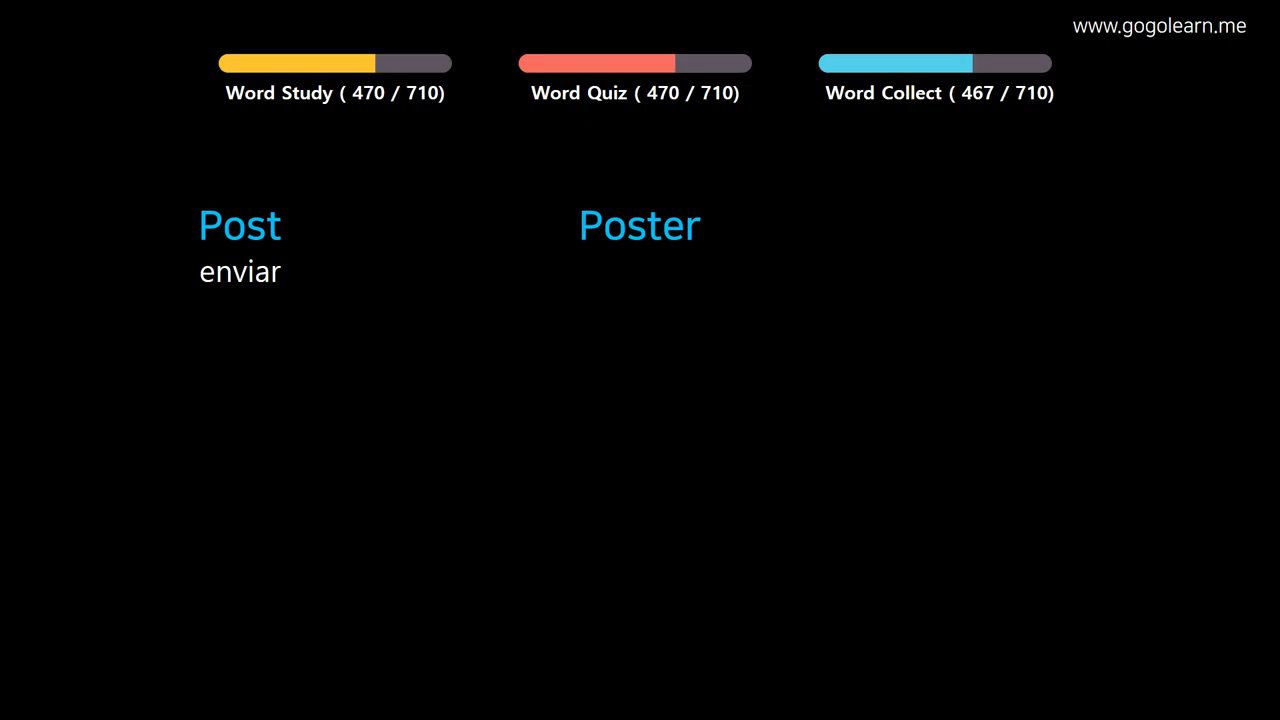 www.gogolearn.me
Word Study ( 470 / 710)
Word Quiz ( 470 / 710)
Word Collect ( 467 / 710)
Post
enviar
Poster